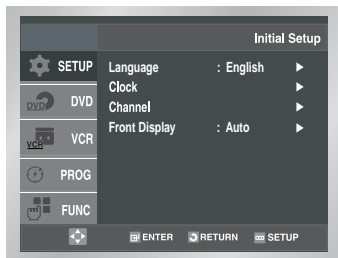 Initial Setup
SETUP
Language : English
Clock
Channel
Front Display : Auto
DVD DVD
VCR VCR
PROG
FUNC
ENTER RETURN SETUP